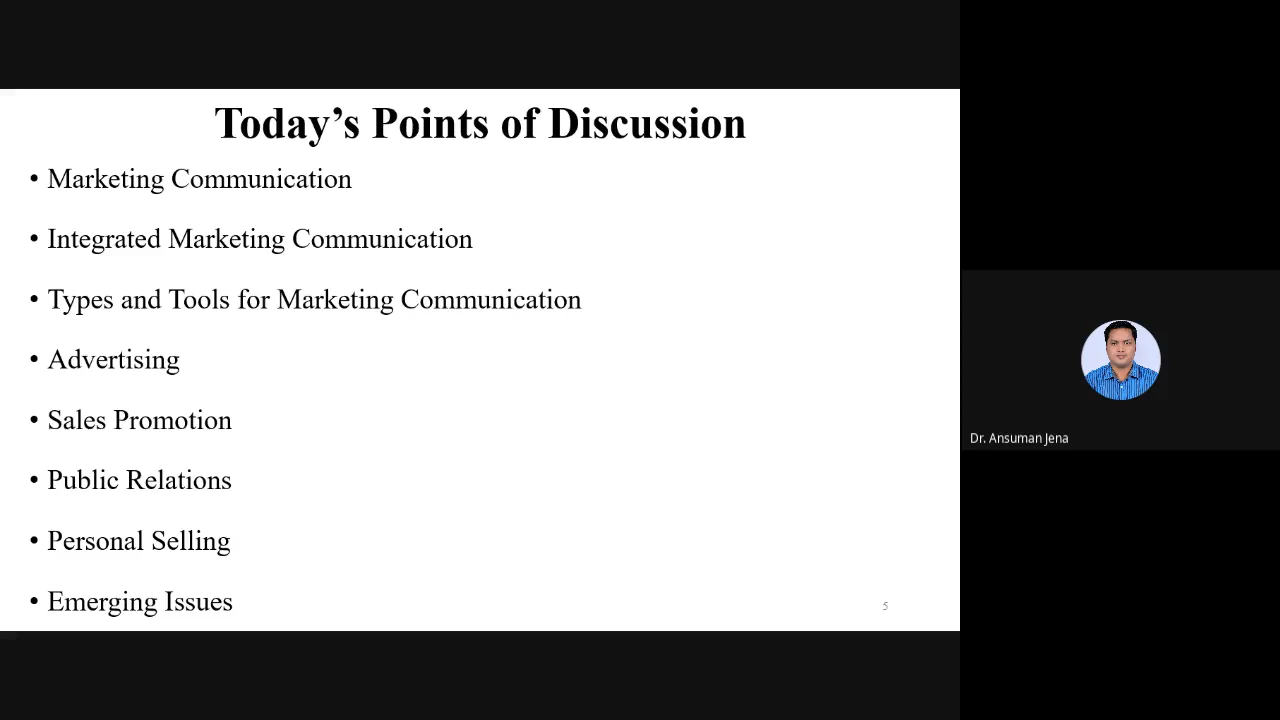 Today’s Points of Discussion
• Marketing Communication
• Integrated Marketing Communication
• Types and Tools for Marketing Communication
• Advertising
• Sales Promotion
• Public Relations
• Personal Selling
• Emerging Issues
5
Dr. Ansuman Jena